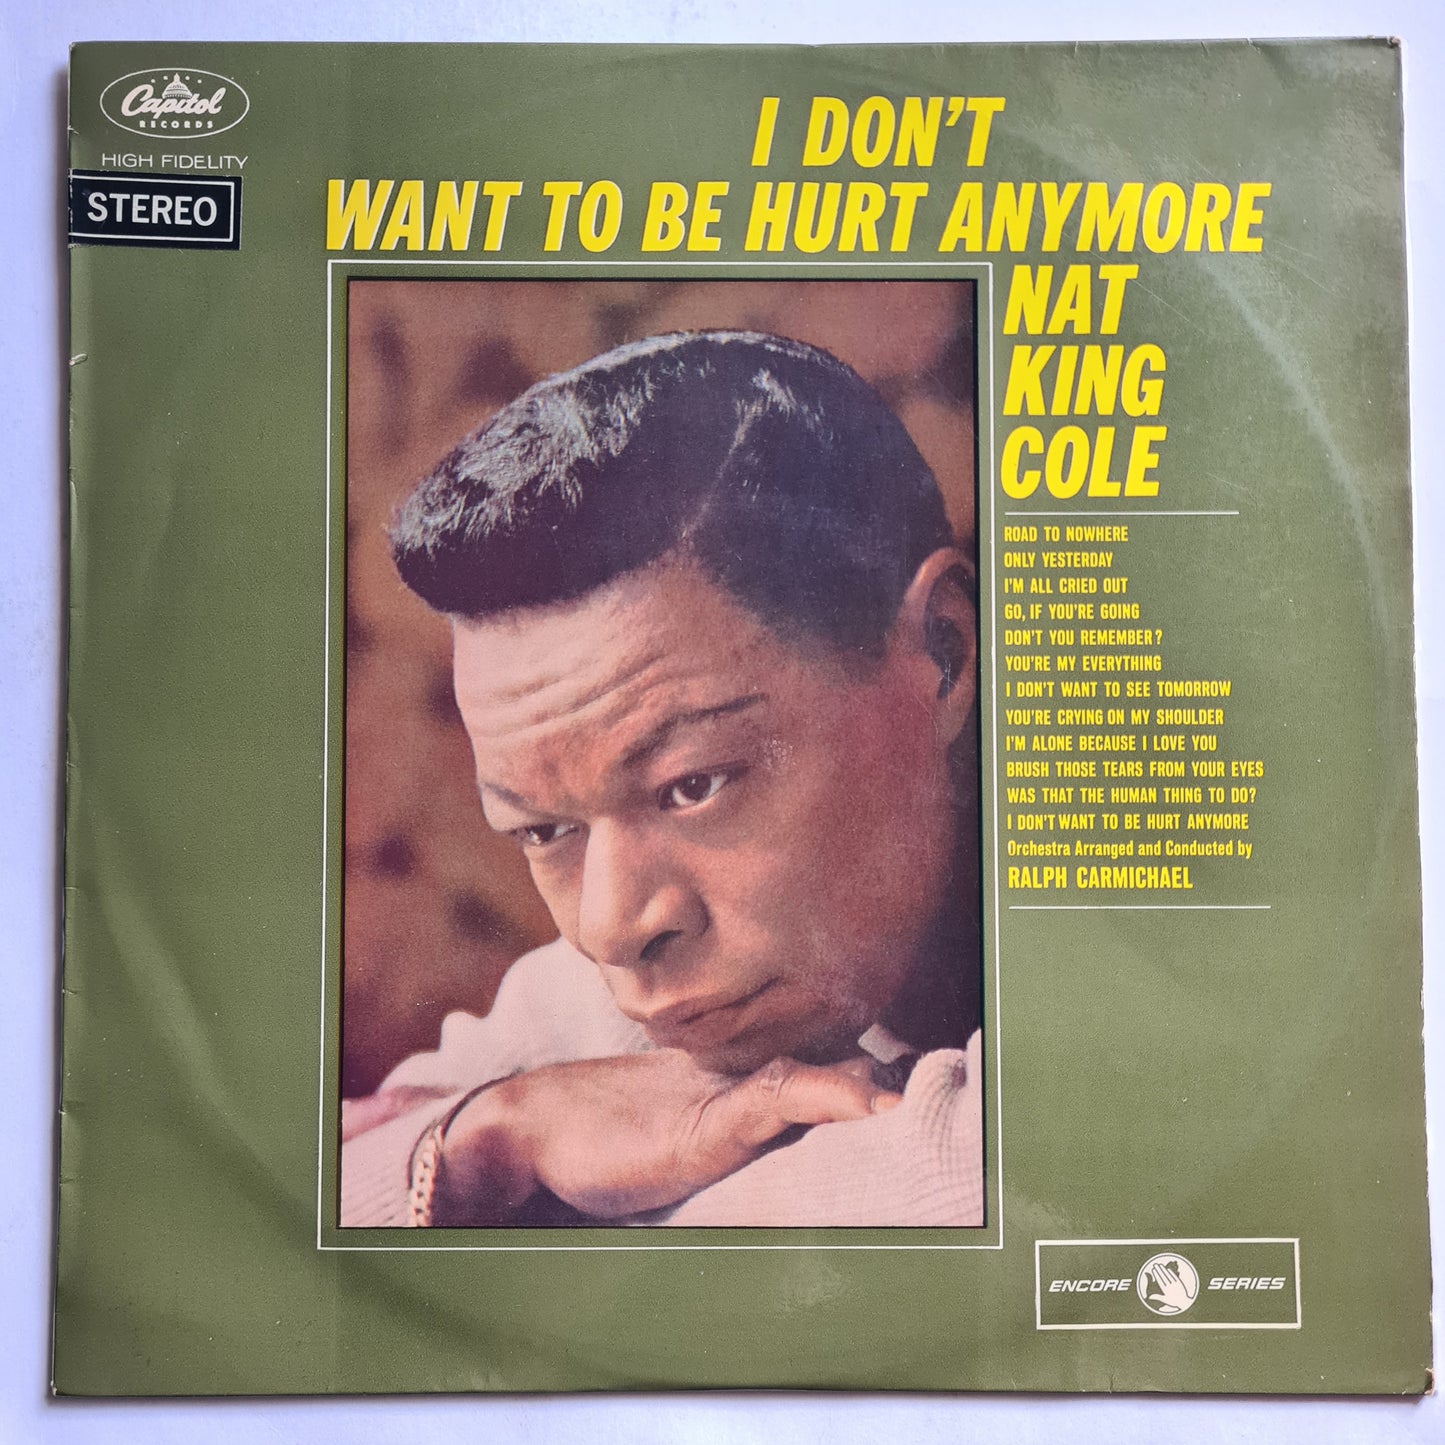 Capitol
RECORDS
HIGH FIDELITY
STEREO
I DON'T
WANT TO BE HURT ANYMORE
NAT
KING
COLE
ROAD TO NOWHERE
ONLY YESTERDAY
I'M ALL CRIED OUT
GO, IF YOU'RE GOING
DON'T YOU REMEMBER?
YOU'RE MY EVERYTHING
I DON'T WANT TO SEE TOMORROW
YOU'RE CRYING ON MY SHOULDER
I'M ALONE BECAUSE I LOVE YOU
BRUSH THOSE TEARS FROM YOUR EYES
WAS THAT THE HUMAN THING TO DO?
I DON'T WANT TO BE HURT ANYMORE
Orchestra Arranged and Conducted by
RALPH CARMICHAEL
ENCORE SERIES